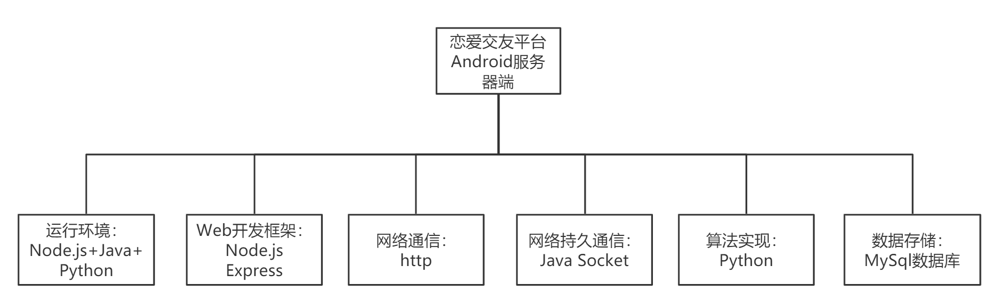 恋爱交友平台
Android服务
器端
运行环境：
Node.js+Java+
Python
Web开发框架：
Node.js
Express
网络通信：
http
网络持久通信：
Java Socket
算法实现：
Python
数据存储：
MySql数据库